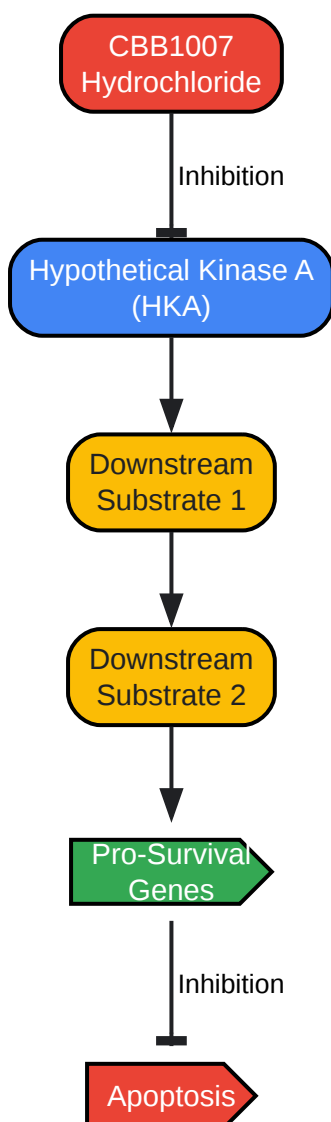 CBB1007
Hydrochloride
Inhibition
Hypothetical Kinase A
(HKA)
Downstream
Substrate 1
Downstream
Substrate 2
Pro-Survival
Genes
Inhibition
Apoptosis